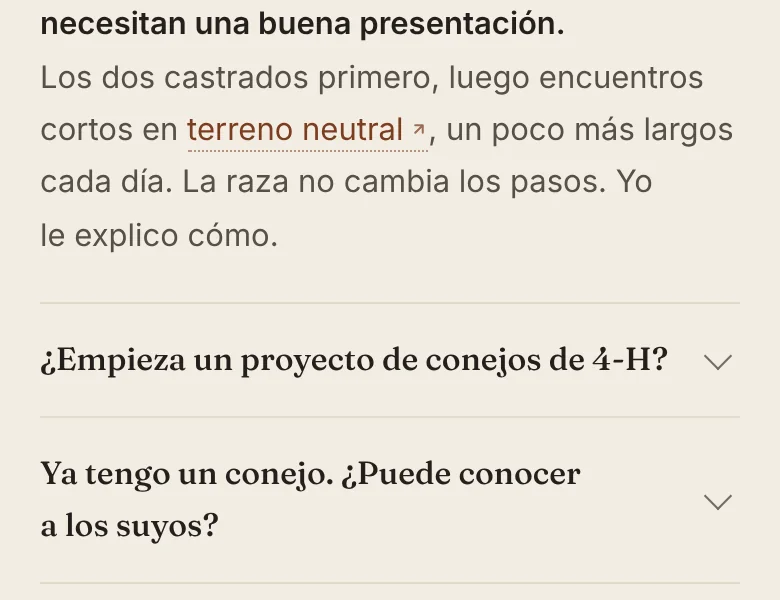 necesitan una buena presentación.
Los dos castrados primero, luego encuentros
cortos en terreno neutral ↗, un poco más largos
cada día. La raza no cambia los pasos. Yo
le explico cómo.
¿Empieza un proyecto de conejos de 4-H?
Ya tengo un conejo. ¿Puede conocer
a los suyos?